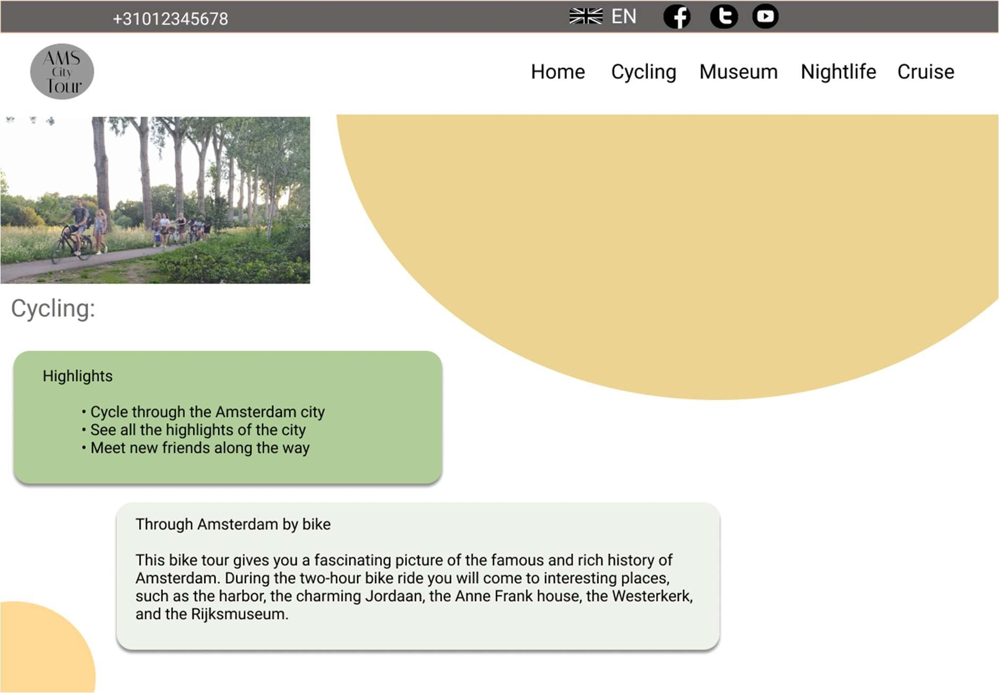 +31012345678
EN
AMS
City
Tour
Home Cycling Museum Nightlife Cruise
Cycling:
Highlights
• Cycle through the Amsterdam city
• See all the highlights of the city
• Meet new friends along the way
Through Amsterdam by bike
This bike tour gives you a fascinating picture of the famous and rich history of
Amsterdam. During the two-hour bike ride you will come to interesting places,
such as the harbor, the charming Jordaan, the Anne Frank house, the Westerkerk,
and the Rijksmuseum.